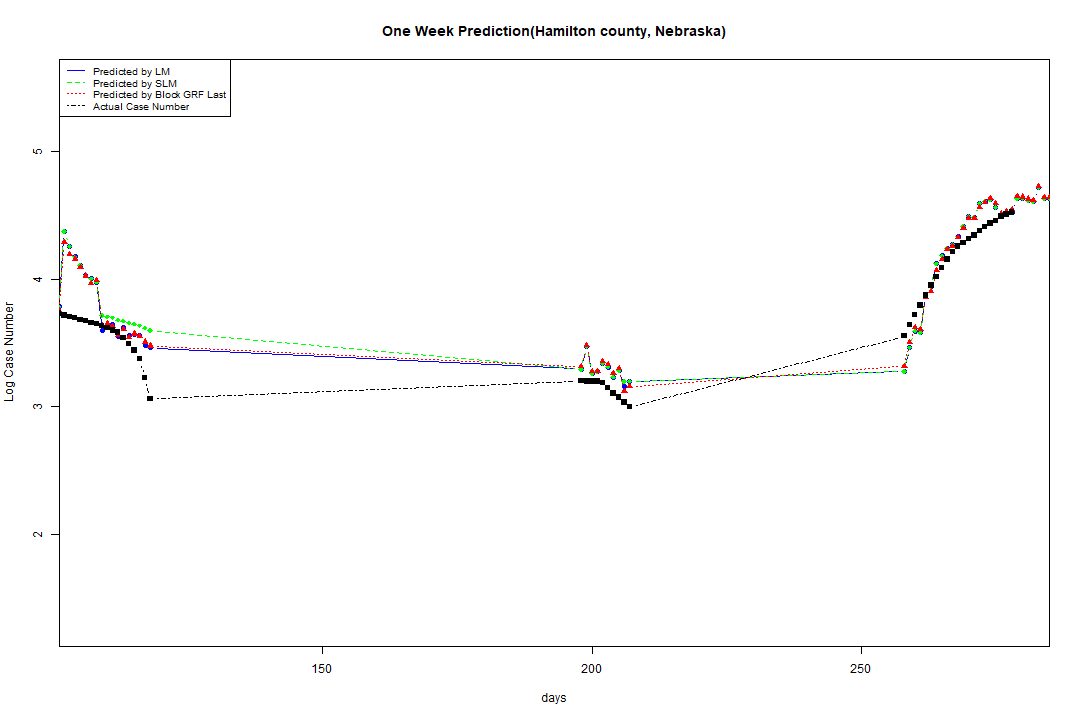 One Week Prediction(Hamilton county, Nebraska)
Predicted by LM
Predicted by SLM
Predicted by Block GRF Last
Actual Case Number
5
4
3
2
Log Case Number
150
200
250
days